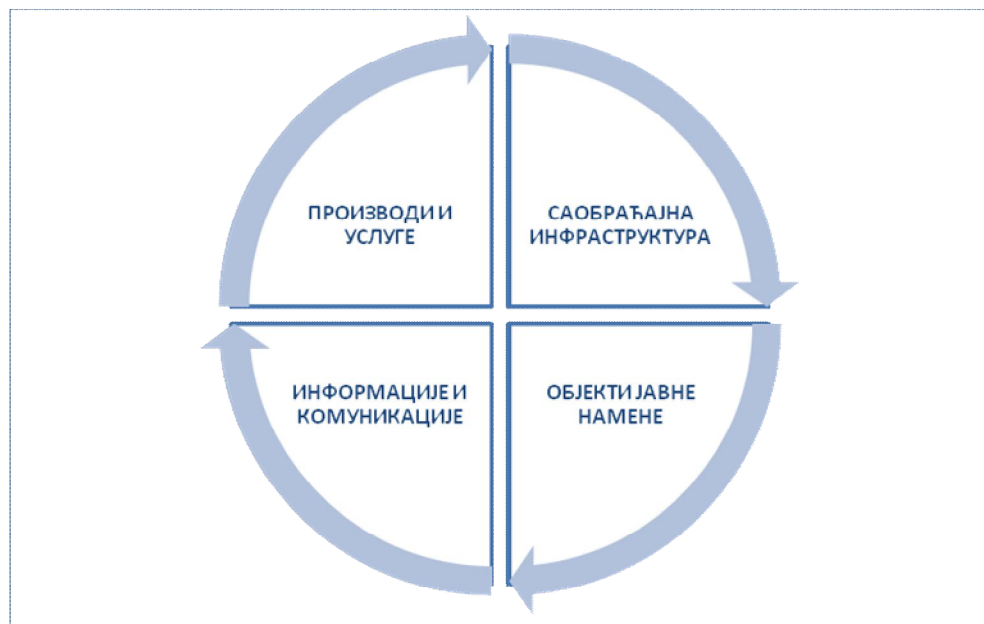 ПРОИЗВОДИ И
УСЛУГЕ
САОБРАЋАЈНА
ИНФРАСТРУКТУРА
ИНФОРМАЦИЈЕ И
КОМУНИКАЦИЈЕ
ОБЈЕКТИ ЈАВНЕ
НАМЕНЕ